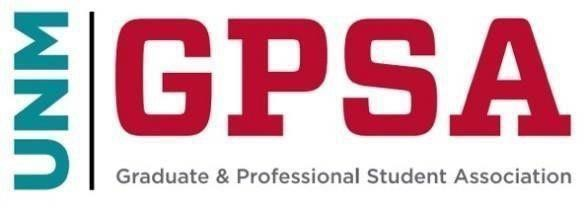 UNM
GPSA
Graduate & Professional Student Association